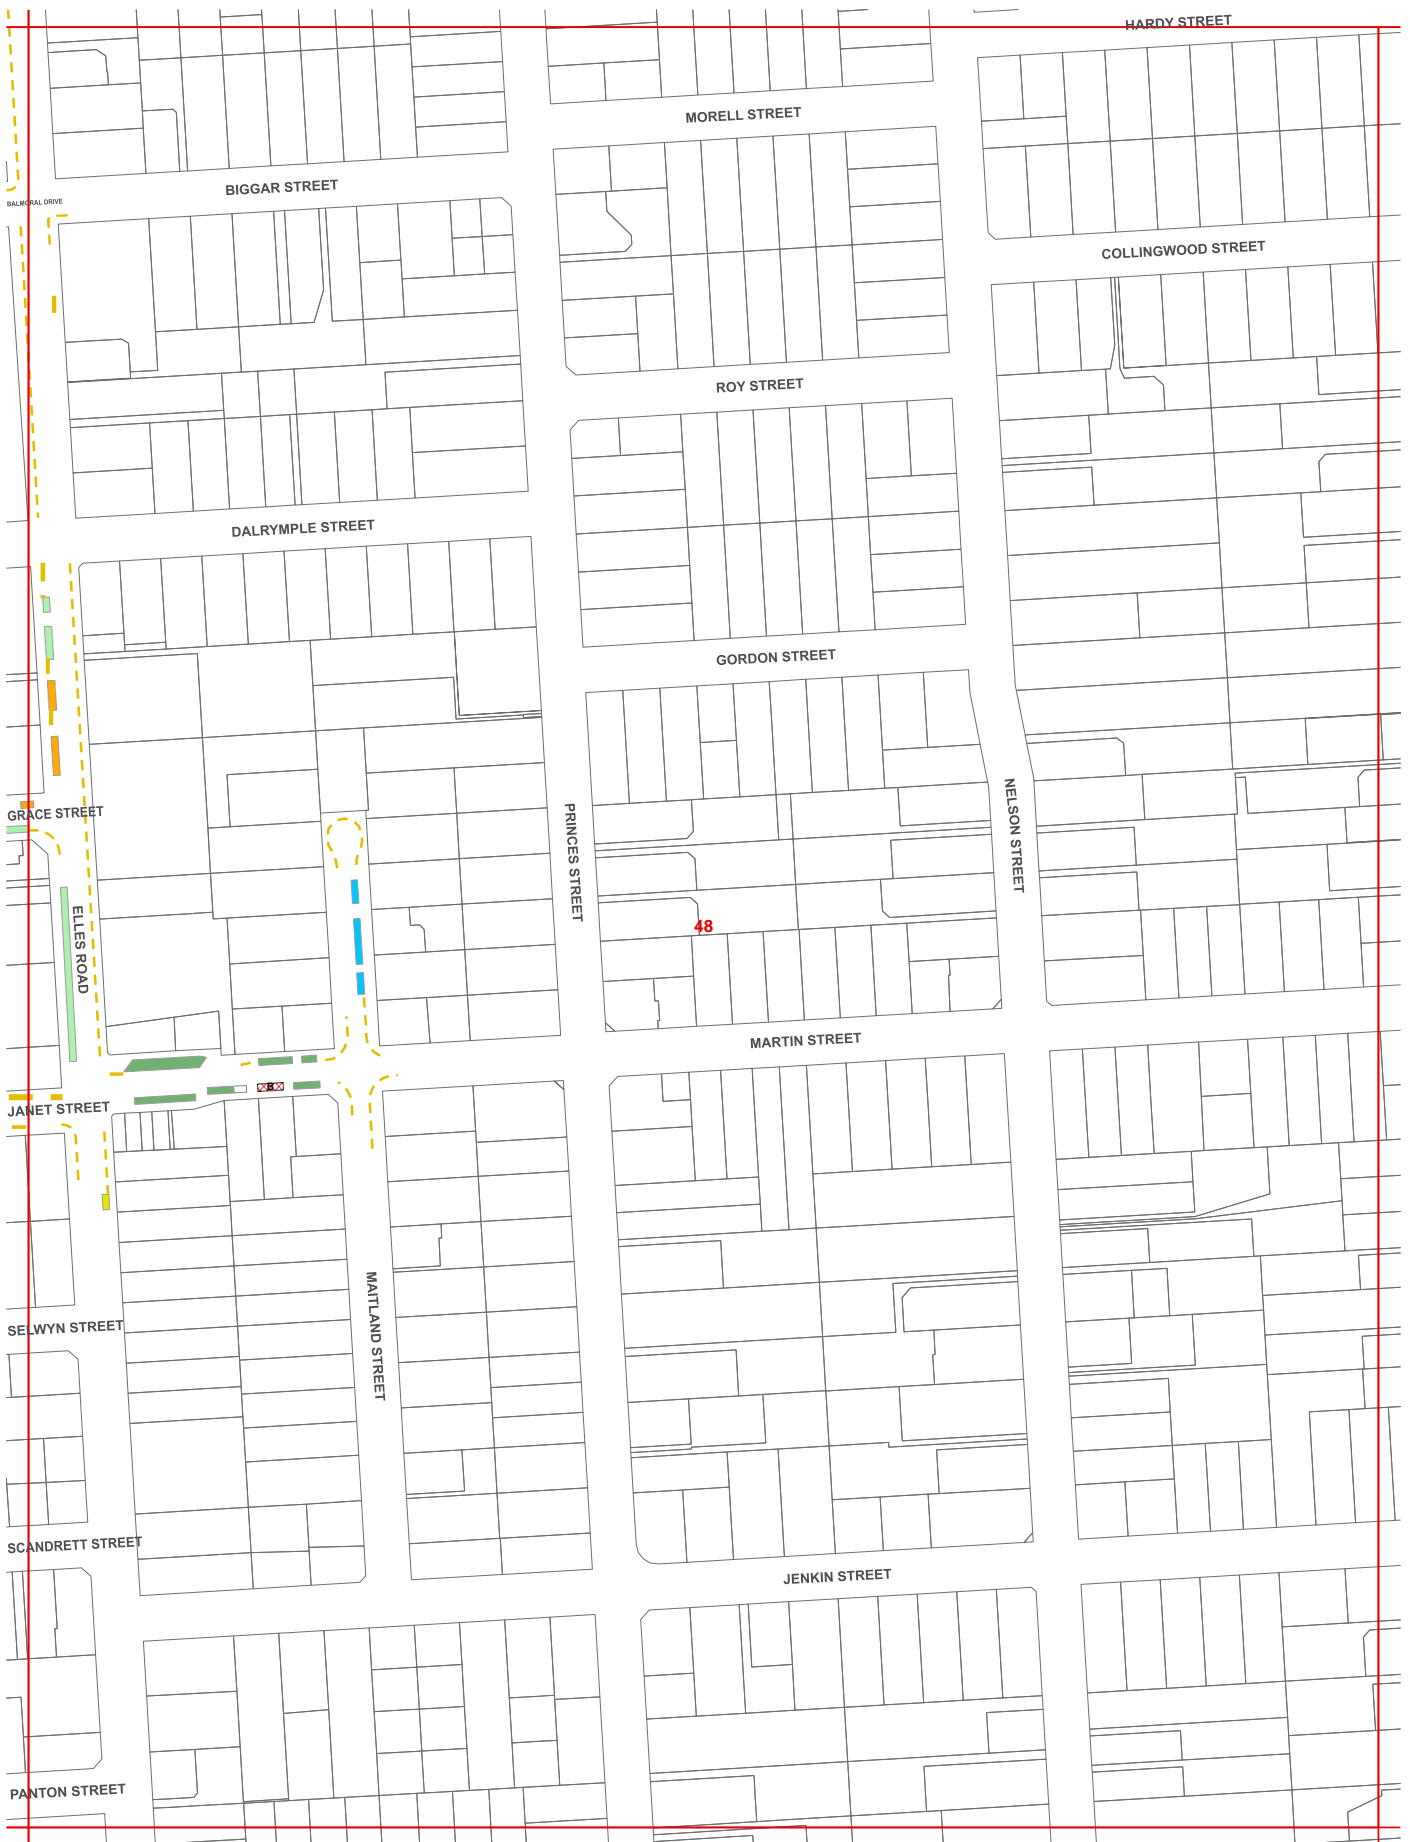 HARDY STREET
MORELL STREET
BIGGAR STREET
BALMORAL DRIVE
COLLINGWOOD STREET
ROY STREET
DALRYMPLE STREET
GORDON STREET
GRACE STREET
PRINCES STREET
NELSON STREET
48
ELLES ROAD
MARTIN STREET
B
JANET STREET
SELWYN STREET
MAITLAND STREET
SCANDRETT STREET
JENKIN STREET
PANTON STREET